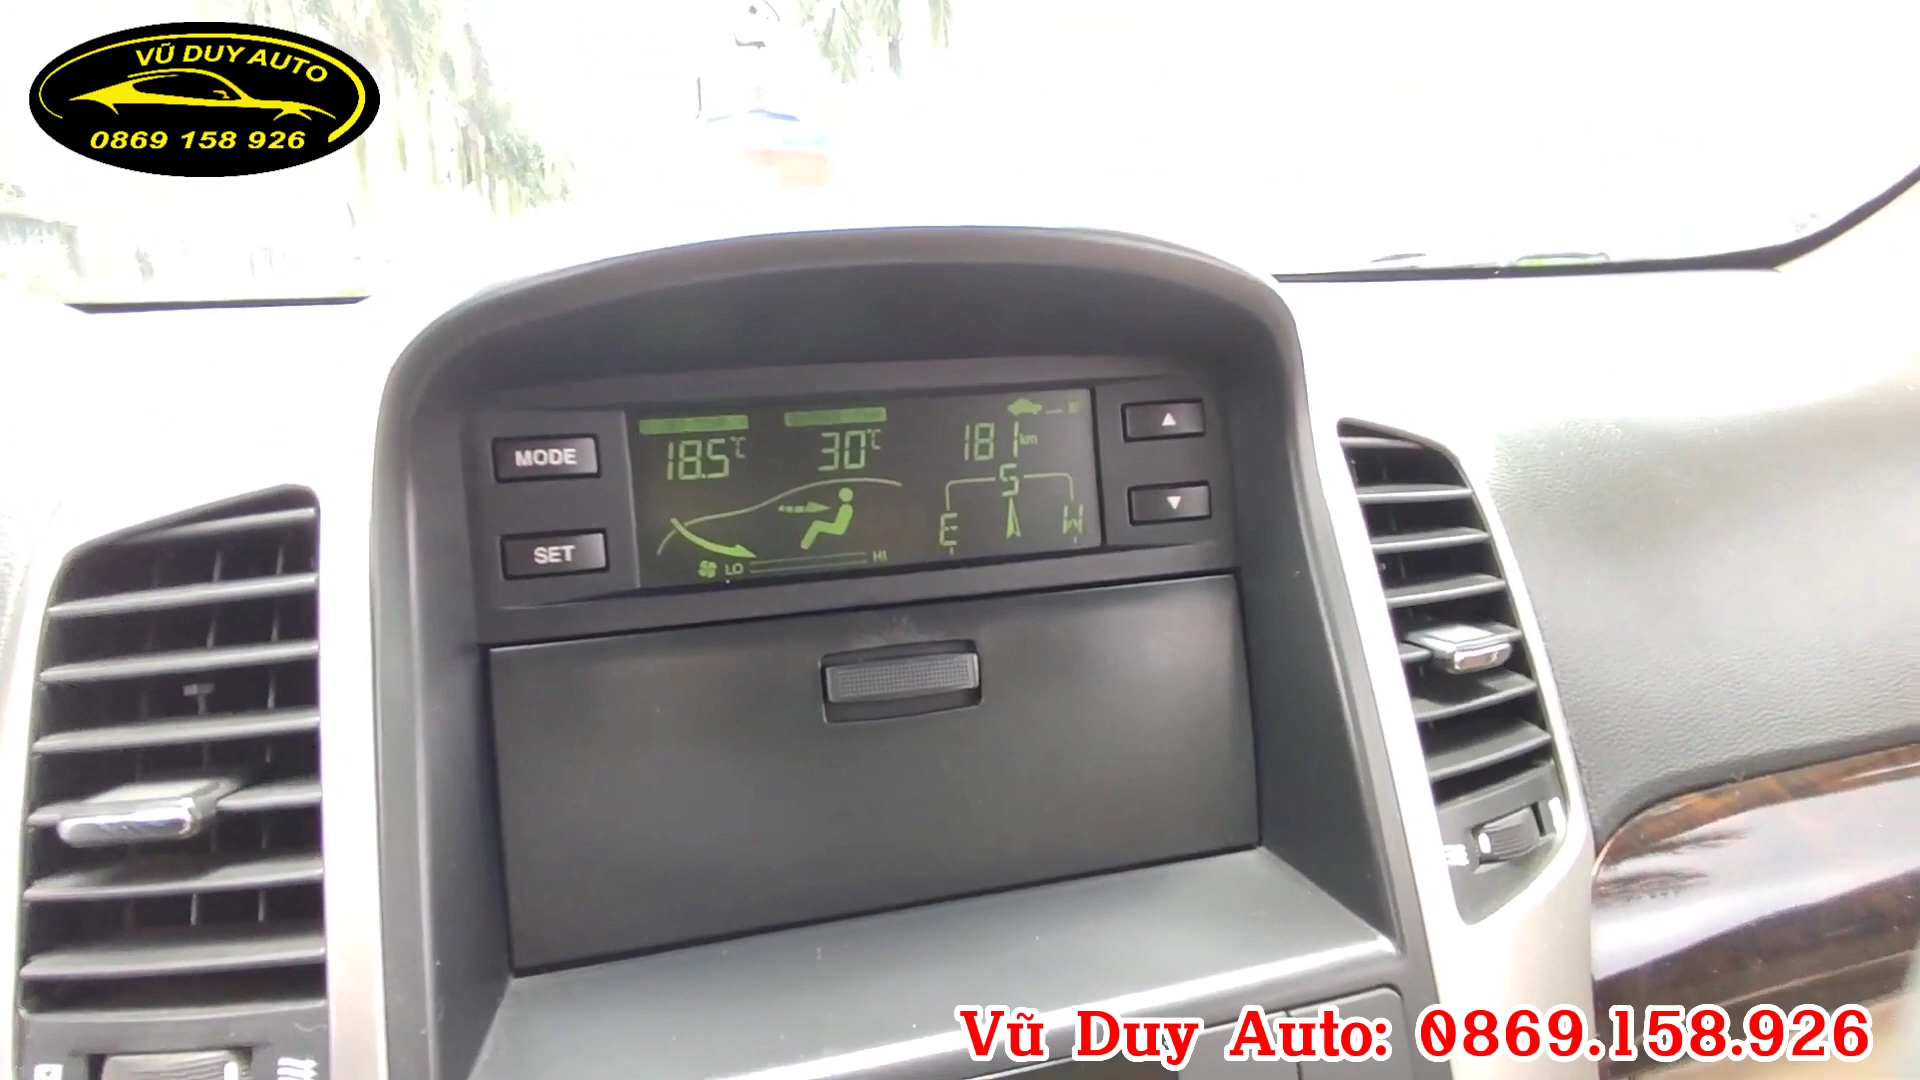 VŨ DUY AUTO
0869 158 926
MODE
SET
18.5℃
30℃
181km
S
E
W
LO
HI
Vũ Duy Auto: 0869.158.926